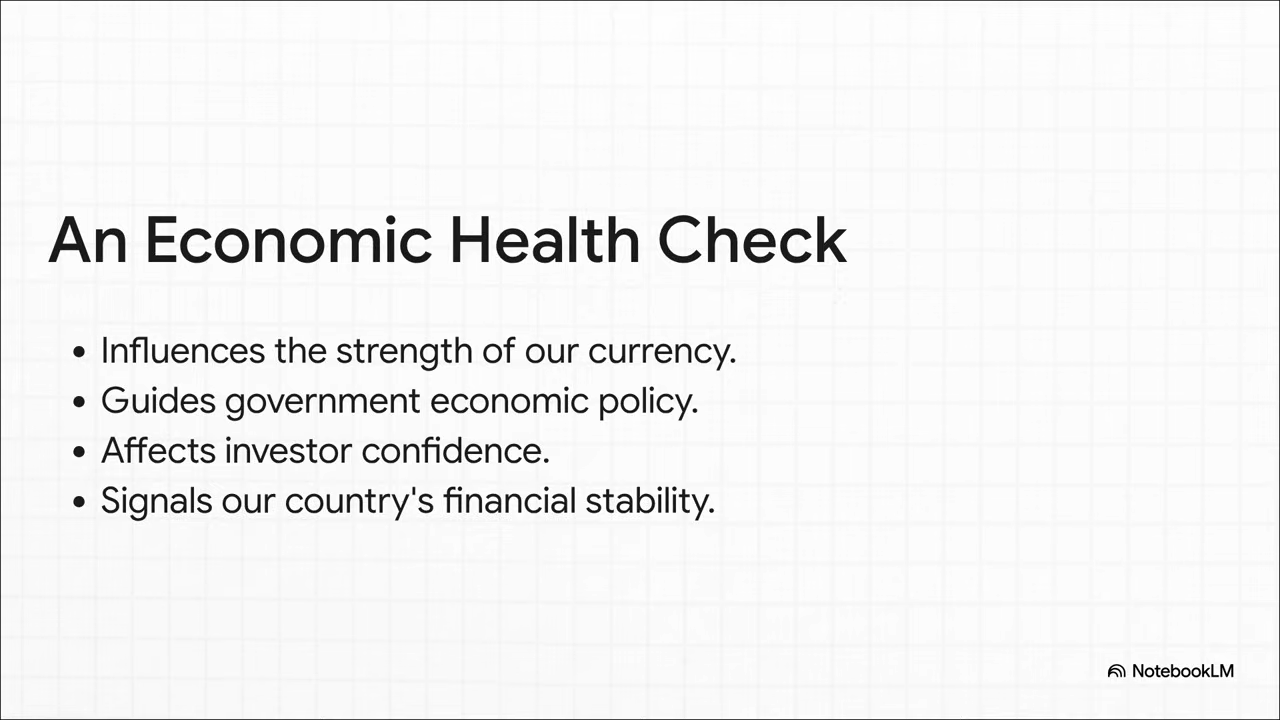 An Economic Health Check
• Influences the strength of our currency.
• Guides government economic policy.
• Affects investor confidence.
• Signals our country's financial stability.
NotebookLM